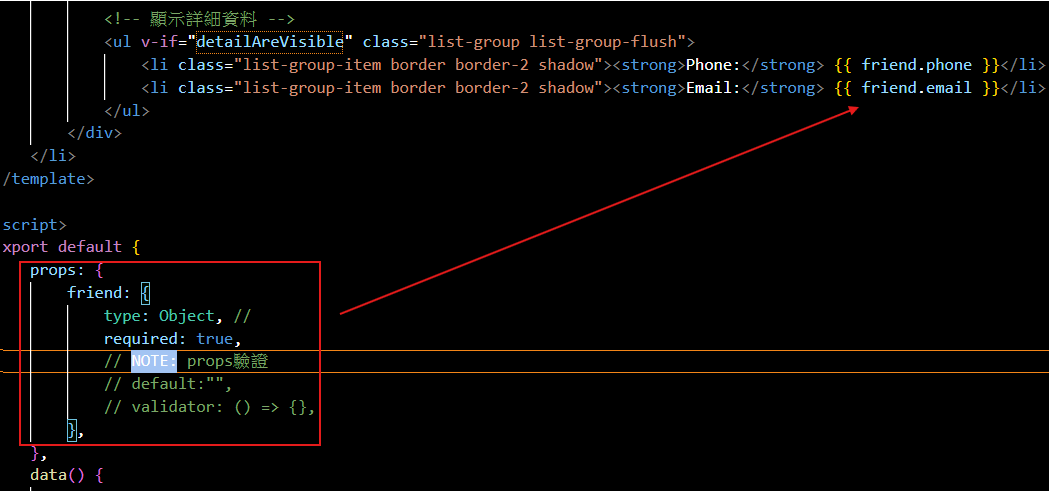 <!-- 顯示詳細資料 -->
<ul v-if="detailAreVisible" class="list-group list-group-flush">
<li class="list-group-item border border-2 shadow"><strong>Phone:</strong> {{ friend.phone }}</li>
<li class="list-group-item border border-2 shadow"><strong>Email:</strong> {{ friend.email }}</li>
</ul>
</div>
</li>
/template>
script>
xport default {
props: {
friend: {
type: Object, //
required: true,
// NOTE: props驗證
// default:"",
// validator: () => {},
},
},
data() {